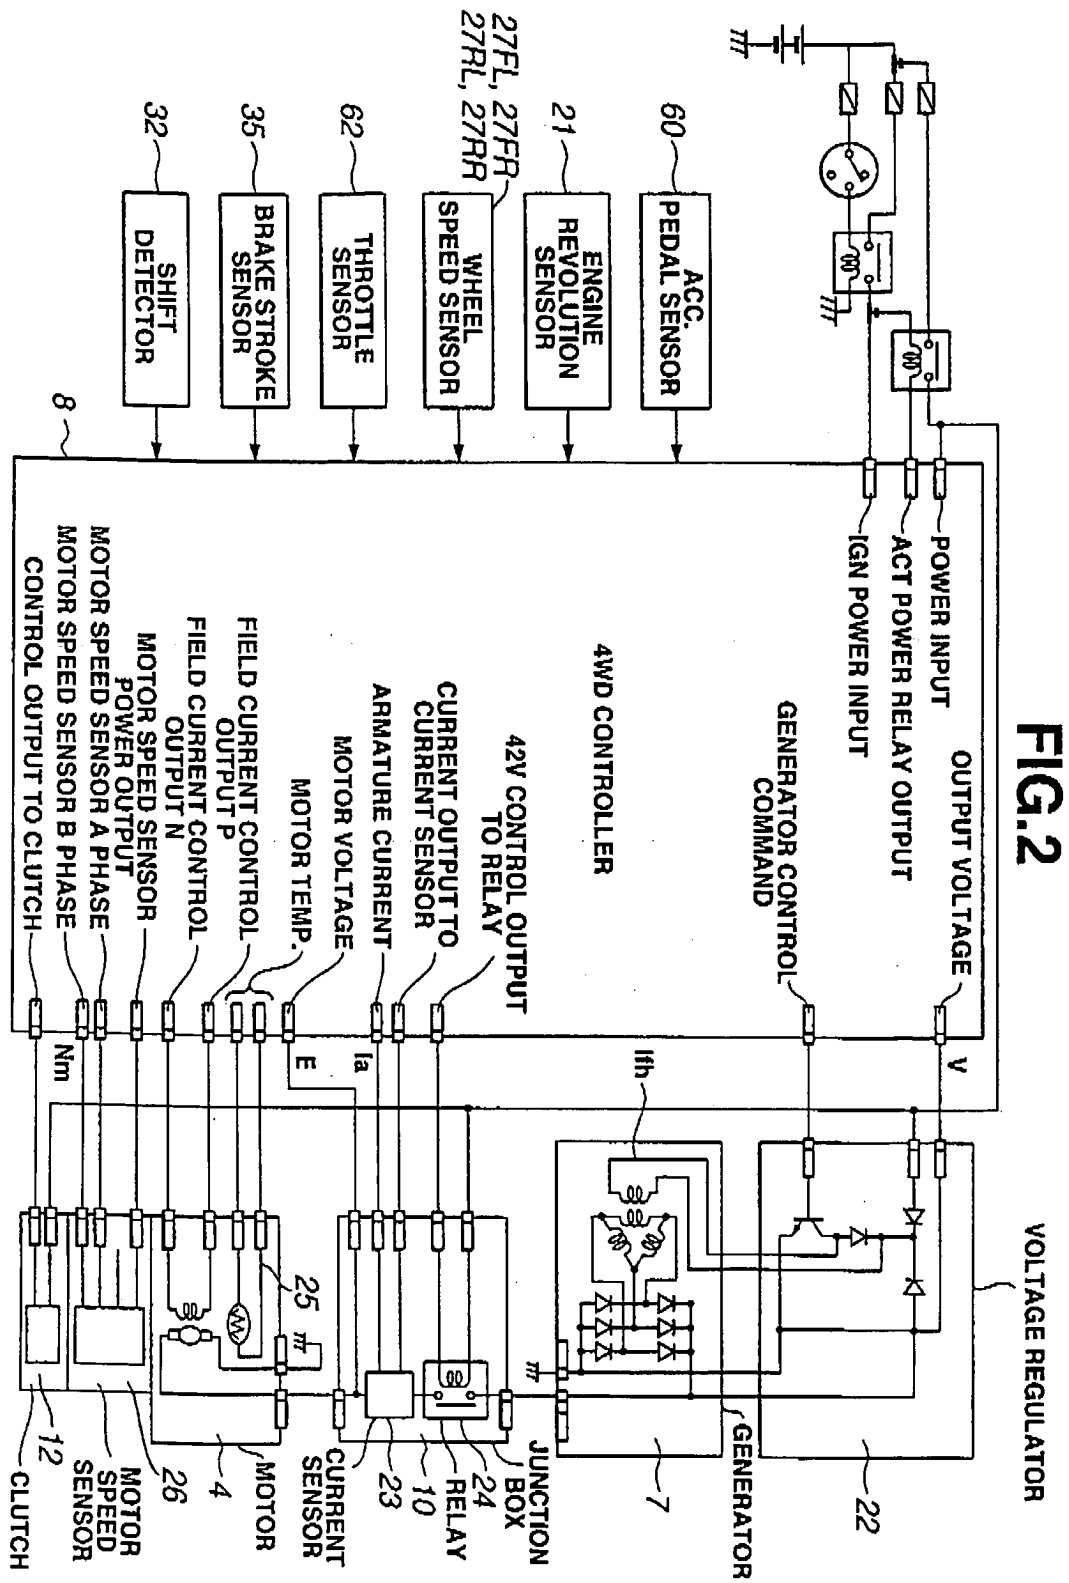 FIG.2
60
ACC.
PEDAL SENSOR
21
ENGINE
REVOLUTION
SENSOR
27FL, 27FR
27RL, 27RR
WHEEL
SPEED SENSOR
62
THROTTLE
SENSOR
35
BRAKE STROKE
SENSOR
32
SHIFT
DETECTOR
8
POWER INPUT
ACT POWER RELAY OUTPUT
IGN POWER INPUT
4WD CONTROLLER
OUTPUT VOLTAGE
GENERATOR CONTROL
COMMAND
42V CONTROL OUTPUT
TO RELAY
CURRENT OUTPUT TO
CURRENT SENSOR
ARMATURE CURRENT
MOTOR VOLTAGE
MOTOR TEMP.
FIELD CURRENT CONTROL
OUTPUT P
FIELD CURRENT CONTROL
OUTPUT N
MOTOR SPEED SENSOR
POWER OUTPUT
MOTOR SPEED SENSOR A PHASE
MOTOR SPEED SENSOR B PHASE
CONTROL OUTPUT TO CLUTCH
V
Ifh
Ia
E
Nm
VOLTAGE REGULATOR
22
GENERATOR
7
JUNCTION
BOX
24
RELAY
10
23
CURRENT
SENSOR
25
MOTOR
4
26
MOTOR
SPEED
SENSOR
12
CLUTCH